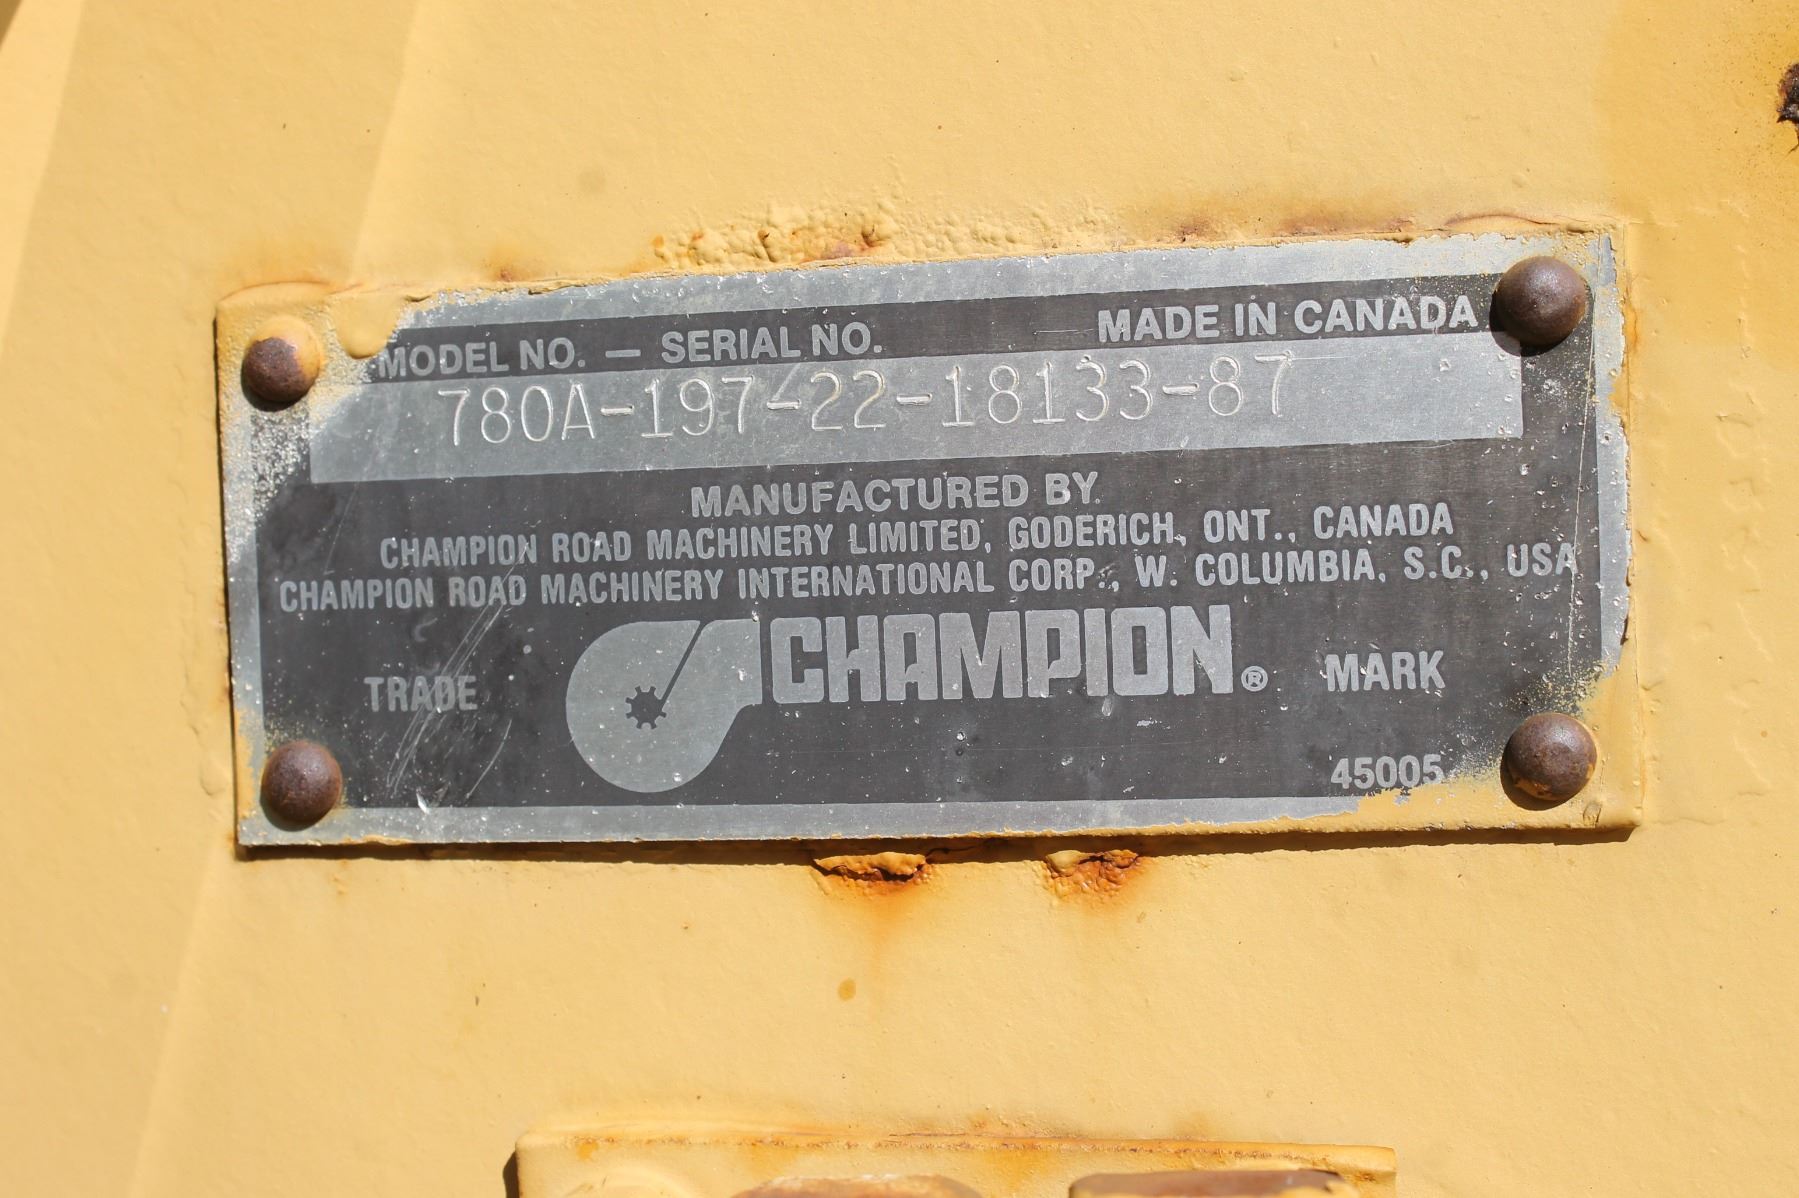 MODEL NO. — SERIAL NO. MADE IN CANADA
780A-197-22-18133-87
MANUFACTURED BY
CHAMPION ROAD MACHINERY LIMITED, GODERICH, ONT., CANADA
CHAMPION ROAD MACHINERY INTERNATIONAL CORP., W. COLUMBIA, S.C., USA
TRADE CHAMPION® MARK
45005